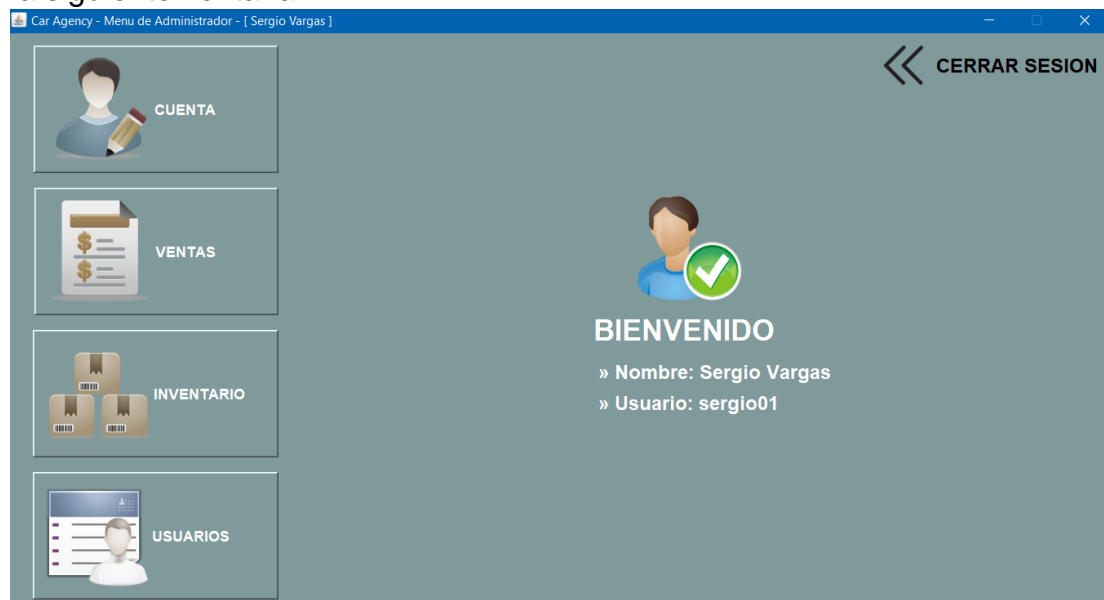 Car Agency - Menu de Administrador - [ Sergio Vargas ]
CERRAR SESION
CUENTA
VENTAS
INVENTARIO
USUARIOS
BIENVENIDO
» Nombre: Sergio Vargas
» Usuario: sergio01